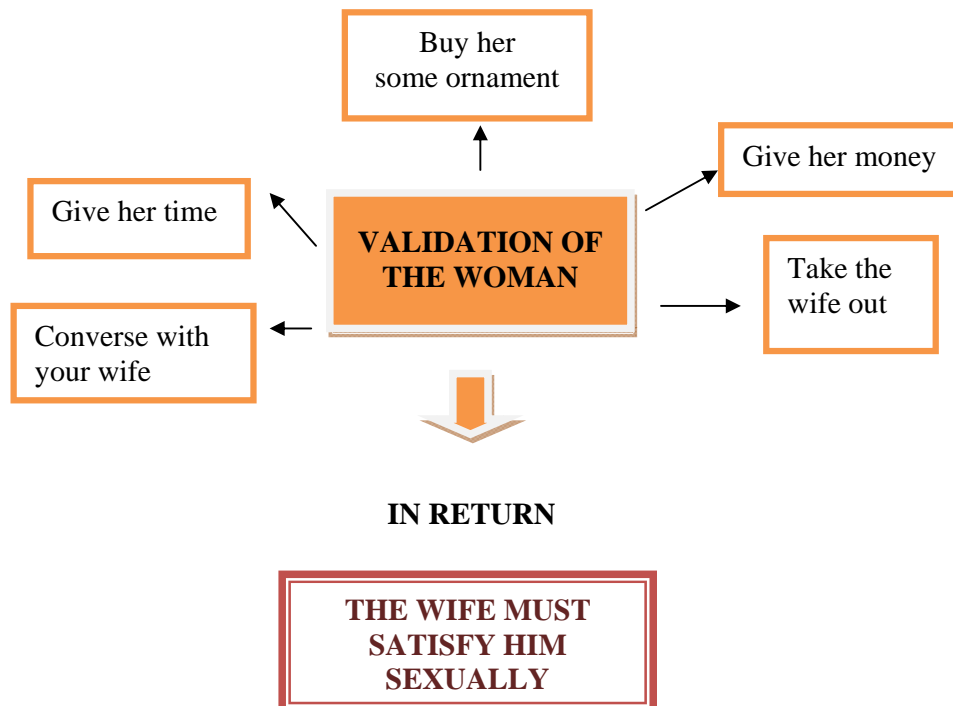 Buy her
some ornament
Give her money
Give her time
VALIDATION OF
THE WOMAN
Take the
wife out
Converse with
your wife
IN RETURN
THE WIFE MUST
SATISFY HIM
SEXUALLY